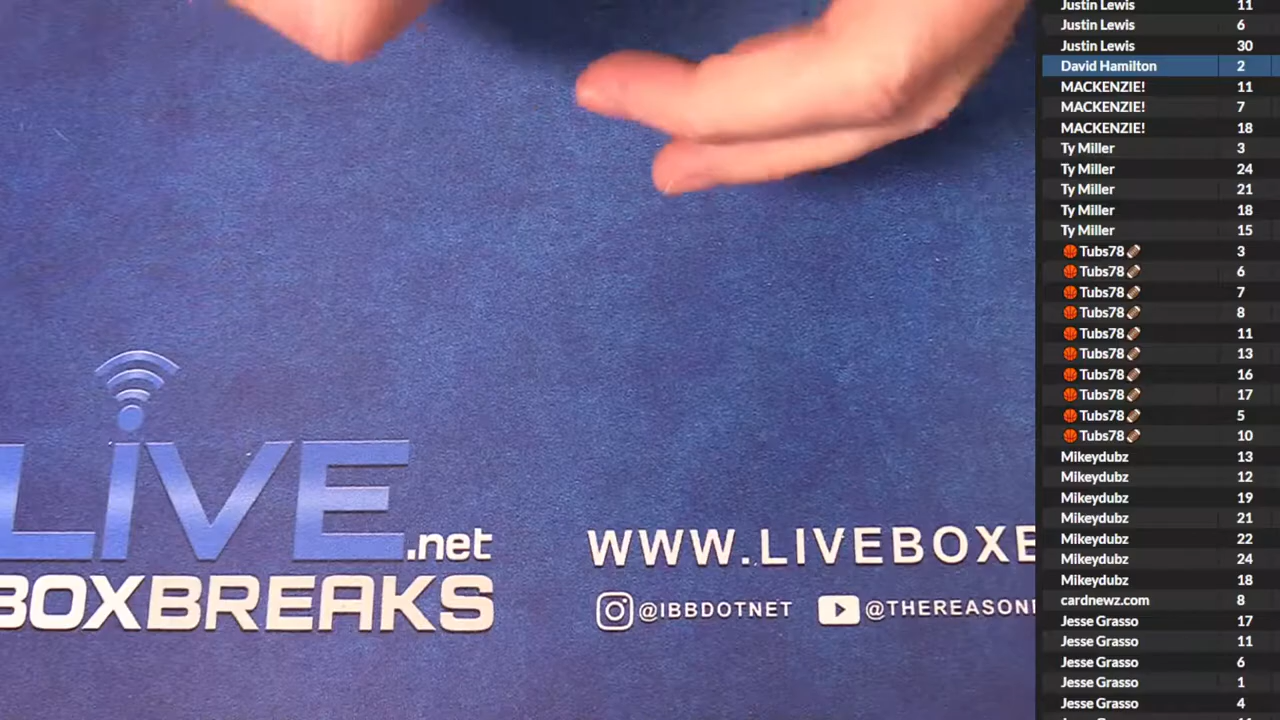 LiVE
.net
BOXBREAKS
WWW.LIVEBOXE
@IBBDOTNET
@THEREASON
Justin Lewis 11
Justin Lewis 6
Justin Lewis 30
David Hamilton 2
MACKENZIE! 11
MACKENZIE! 7
MACKENZIE! 18
Ty Miller 3
Ty Miller 24
Ty Miller 21
Ty Miller 18
Ty Miller 15
🏀 Tubs78🏈 3
🏀 Tubs78🏈 6
🏀 Tubs78🏈 7
🏀 Tubs78🏈 8
🏀 Tubs78🏈 11
🏀 Tubs78🏈 13
🏀 Tubs78🏈 16
🏀 Tubs78🏈 17
🏀 Tubs78🏈 5
🏀 Tubs78🏈 10
Mikeydubz 13
Mikeydubz 12
Mikeydubz 19
Mikeydubz 21
Mikeydubz 22
Mikeydubz 24
Mikeydubz 18
cardnewz.com 8
Jesse Grasso 17
Jesse Grasso 11
Jesse Grasso 6
Jesse Grasso 1
Jesse Grasso 4